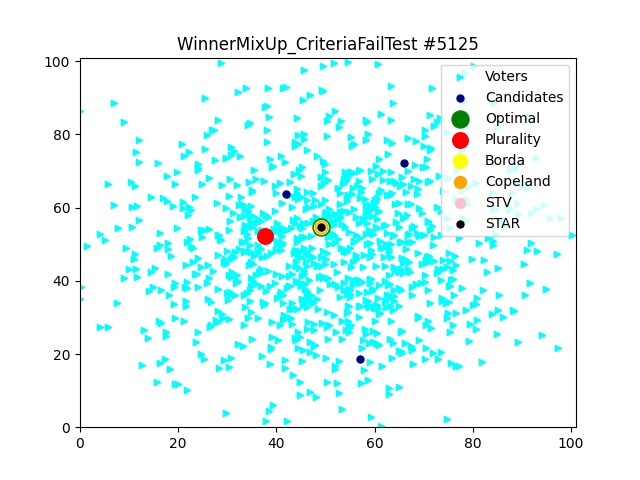 WinnerMixUp_CriteriaFailTest #5125
100
80
60
40
20
0
0
20
40
60
80
100
Voters
Candidates
Optimal
Plurality
Borda
Copeland
STV
STAR